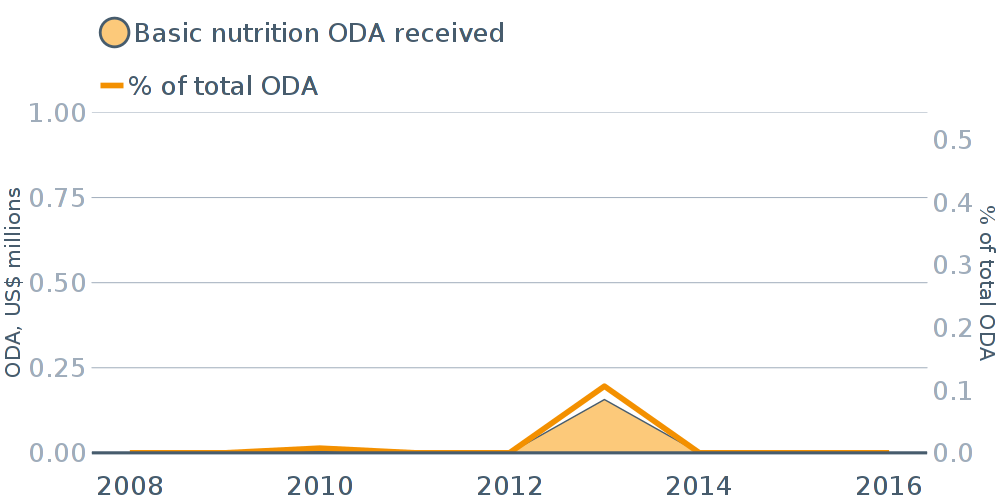 Basic nutrition ODA received
% of total ODA
1.00
0.75
0.50
0.25
0.00
ODA, US$ millions
0.5
0.4
0.3
0.2
0.1
0.0
% of total ODA
2008 2010 2012 2014 2016